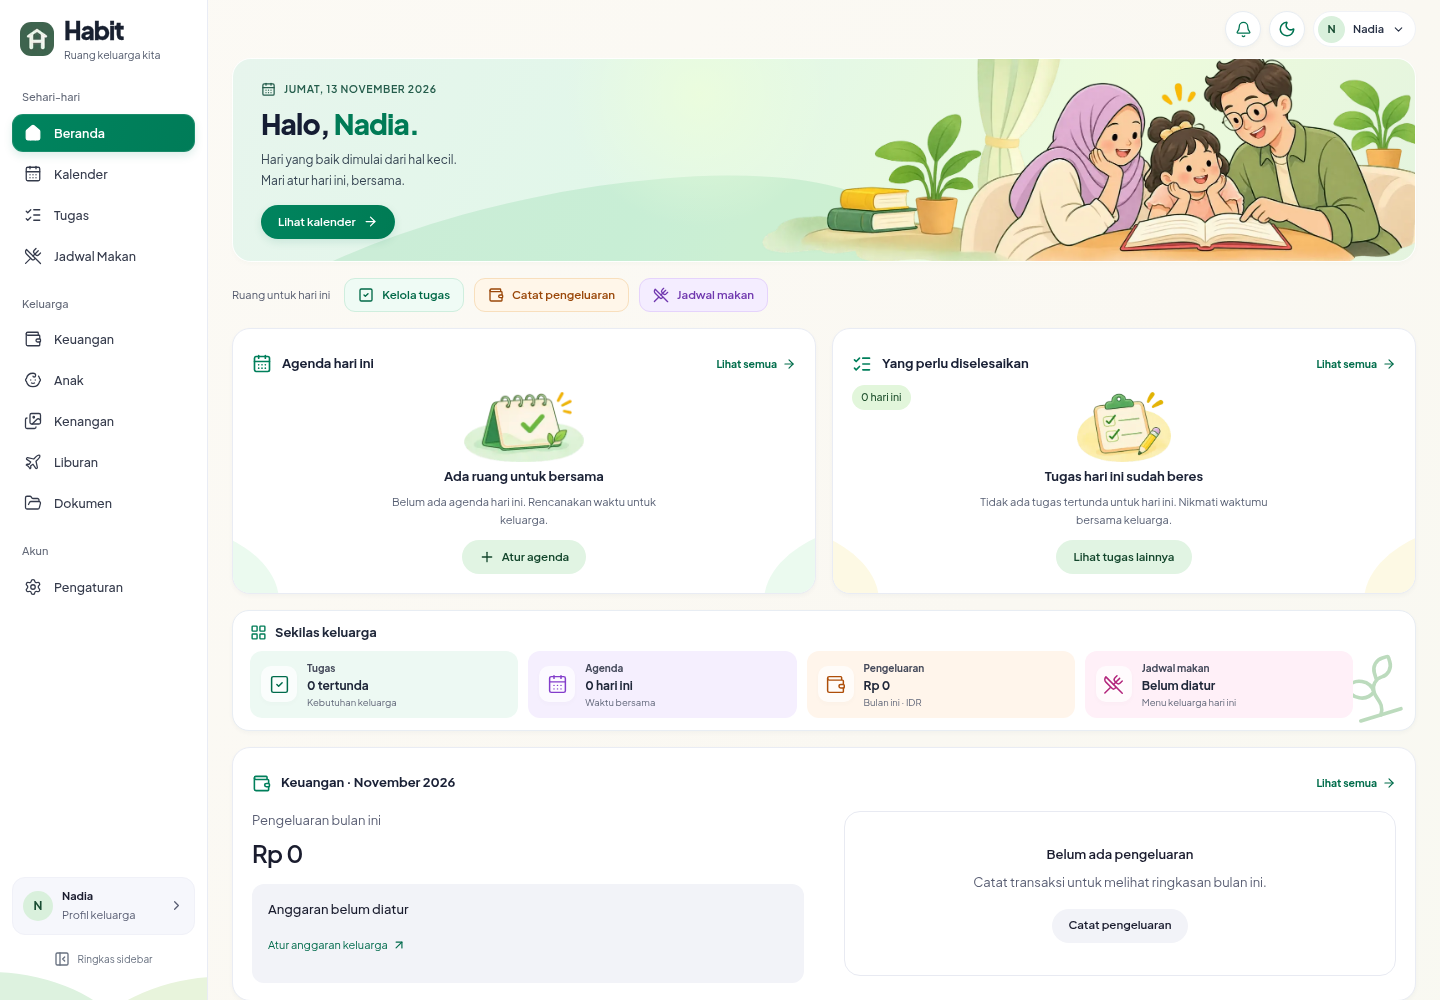 Habit
Ruang keluarga kita
Sehari-hari
Beranda
Kalender
Tugas
Jadwal Makan
Keluarga
Keuangan
Anak
Kenangan
Liburan
Dokumen
Akun
Pengaturan
N
Nadia
Profil keluarga
Ringkas sidebar
N
Nadia
JUMAT, 13 NOVEMBER 2026
Halo, Nadia.
Hari yang baik dimulai dari hal kecil.
Mari atur hari ini, bersama.
Lihat kalender
Ruang untuk hari ini
Kelola tugas
Catat pengeluaran
Jadwal makan
Agenda hari ini
Lihat semua
Ada ruang untuk bersama
Belum ada agenda hari ini. Rencanakan waktu untuk
keluarga.
Atur agenda
Yang perlu diselesaikan
Lihat semua
0 hari ini
Tugas hari ini sudah beres
Tidak ada tugas tertunda untuk hari ini. Nikmati waktumu
bersama keluarga.
Lihat tugas lainnya
Sekilas keluarga
Tugas
0 tertunda
Kebutuhan keluarga
Agenda
0 hari ini
Waktu bersama
Pengeluaran
Rp 0
Bulan ini · IDR
Jadwal makan
Belum diatur
Menu keluarga hari ini
Keuangan · November 2026
Lihat semua
Pengeluaran bulan ini
Rp 0
Anggaran belum diatur
Atur anggaran keluarga
Belum ada pengeluaran
Catat transaksi untuk melihat ringkasan bulan ini.
Catat pengeluaran